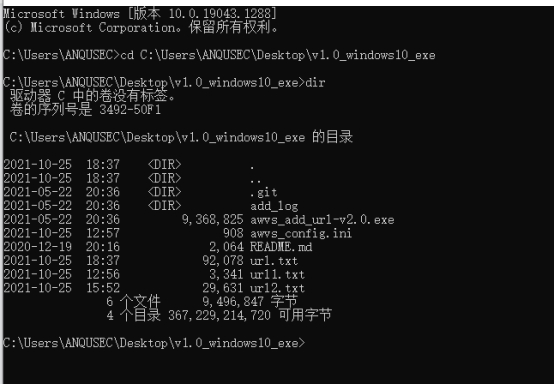 Microsoft Windows [版本 10.0.19043.1288]
(c) Microsoft Corporation。保留所有权利。
C:\Users\ANQUSEC>cd C:\Users\ANQUSEC\Desktop\v1.0_windows10_exe
C:\Users\ANQUSEC\Desktop\v1.0_windows10_exe>dir
驱动器 C 中的卷没有标签。
卷的序列号是 3492-50F1
C:\Users\ANQUSEC\Desktop\v1.0_windows10_exe 的目录
2021-10-25  18:37    <DIR>          .
2021-10-25  18:37    <DIR>          ..
2021-05-22  20:36    <DIR>          .git
2021-05-22  20:36    <DIR>          add_log
2021-05-22  20:36         9,368,825 awvs_add_url-v2.0.exe
2021-10-25  12:57               908 awvs_config.ini
2020-12-19  20:16             2,064 README.md
2021-10-25  18:37            92,078 url.txt
2021-10-25  12:56             3,341 url1.txt
2021-10-25  15:52            29,631 url2.txt
6 个文件      9,496,847 字节
4 个目录 367,229,214,720 可用字节
C:\Users\ANQUSEC\Desktop\v1.0_windows10_exe>